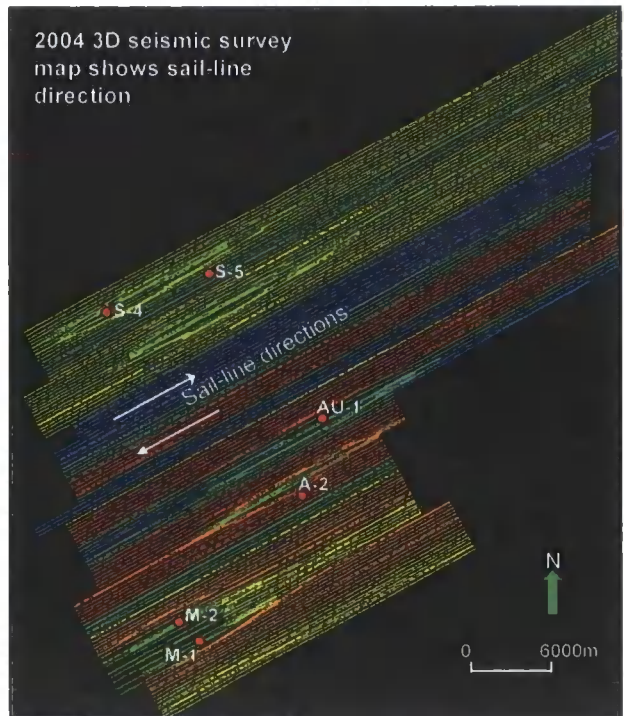 2004 3D seismic survey
map shows sail-line
direction
S-5
S-4
Sail-line directions
AU-1
A-2
M-2
M-1
N
0 6000m